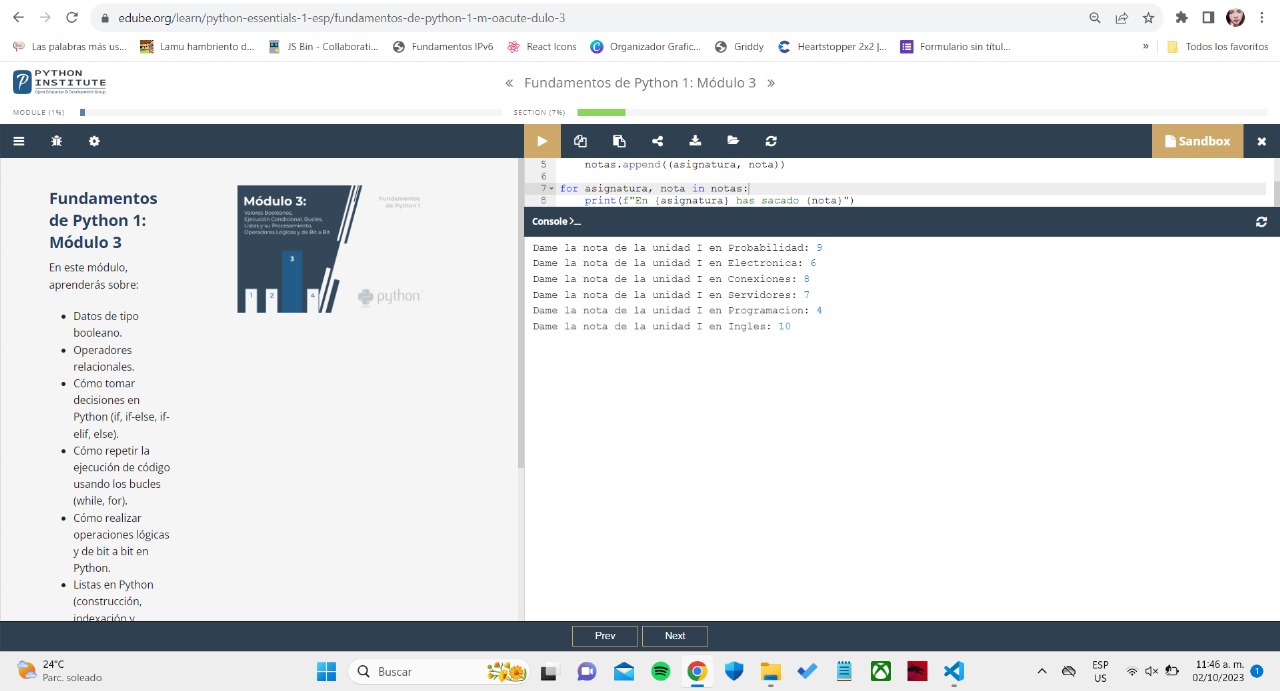 edube.org/learn/python-essentials-1-esp/fundamentos-de-python-1-m-oacute-dulo-3
Las palabras más us...
Lamu hambriento d...
JS Bin - Collaborati...
Fundamentos IPv6
React Icons
Organizador Grafic...
Griddy
Heartstopper 2x2 |...
Formulario sin títul...
»
Todos los favoritos
PYTHON
INSTITUTE
Open Education & Development Group
« Fundamentos de Python 1: Módulo 3 »
MODULE (1%)
SECTION (7%)
Sandbox
5 notas.append((asignatura, nota))
6
7 for asignatura, nota in notas:
8 print(f"En {asignatura} has sacado {nota}")
Console >_
Dame la nota de la unidad I en Probabilidad: 9
Dame la nota de la unidad I en Electronica: 6
Dame la nota de la unidad I en Conexiones: 8
Dame la nota de la unidad I en Servidores: 7
Dame la nota de la unidad I en Programacion: 4
Dame la nota de la unidad I en Ingles: 10
Fundamentos
de Python 1:
Módulo 3
En este módulo,
aprenderás sobre:
Datos de tipo
booleano.
Operadores
relacionales.
Cómo tomar
decisiones en
Python (if, if-else, if-
elif, else).
Cómo repetir la
ejecución de código
usando los bucles
(while, for).
Cómo realizar
operaciones lógicas
y de bit a bit en
Python.
Listas en Python
(construcción,
indexación y
Módulo 3:
Valores Booleanos,
Ejecución Condicional, Bucles,
Listas y su Procesamiento,
Operadores Lógicos y de Bit a Bit
Fundamentos
de Python 1
1 2 3 4
python™
Prev
Next
24°C
Parc. soleado
Buscar
ESP
US
11:46 a. m.
02/10/2023
1